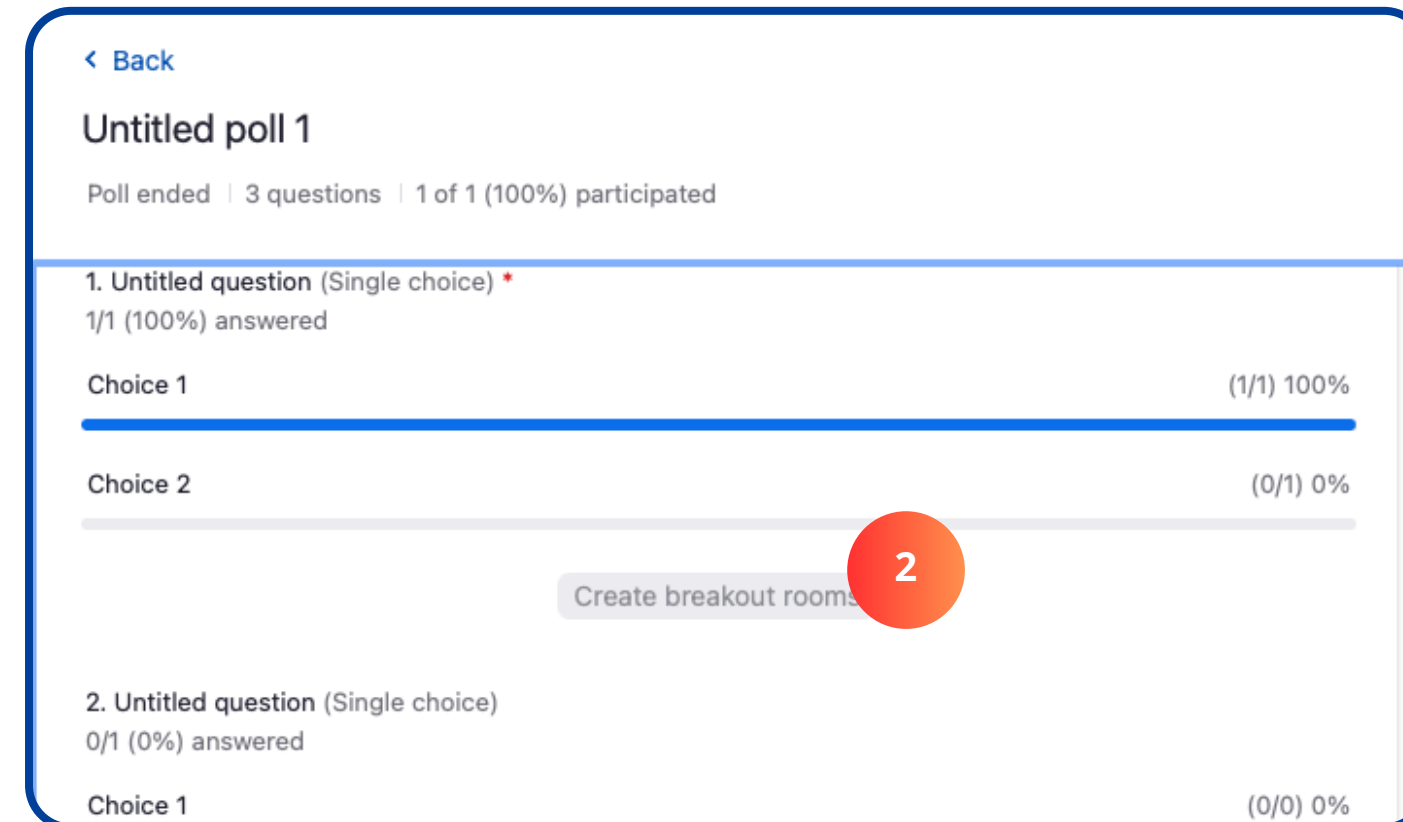 Back
Untitled poll 1
Poll ended | 3 questions | 1 of 1 (100%) participated
1. Untitled question (Single choice) *
1/1 (100%) answered
Choice 1 (1/1) 100%
Choice 2 (0/1) 0%
2
Create breakout rooms
2. Untitled question (Single choice)
0/1 (0%) answered
Choice 1 (0/0) 0%